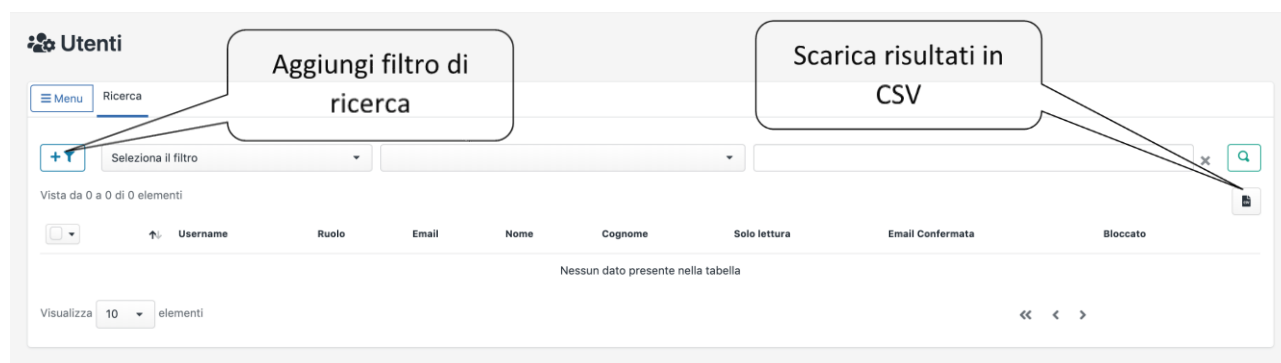 Utenti
Aggiungi filtro di
ricerca
Scarica risultati in
CSV
Menu Ricerca
Seleziona il filtro
Vista da 0 a 0 di 0 elementi
Username Ruolo Email Nome Cognome Solo lettura Email Confermata Bloccato
Nessun dato presente nella tabella
Visualizza 10 elementi